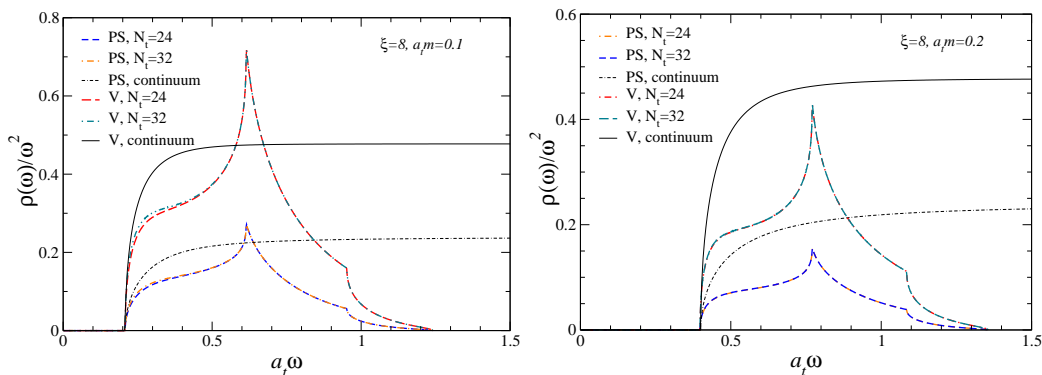 PS, N_t=24
PS, N_t=32
PS, continuum
V, N_t=24
V, N_t=32
V, continuum
ξ=8, a_tm=0.1
ρ(ω)/ω²
0.8
0.6
0.4
0.2
0
0 0.5 1 1.5
a_tω
PS, N_t=24
PS, N_t=32
PS, continuum
V, N_t=24
V, N_t=32
V, continuum
ξ=8, a_tm=0.2
ρ(ω)/ω²
0.6
0.4
0.2
0
0 0.5 1 1.5
a_tω